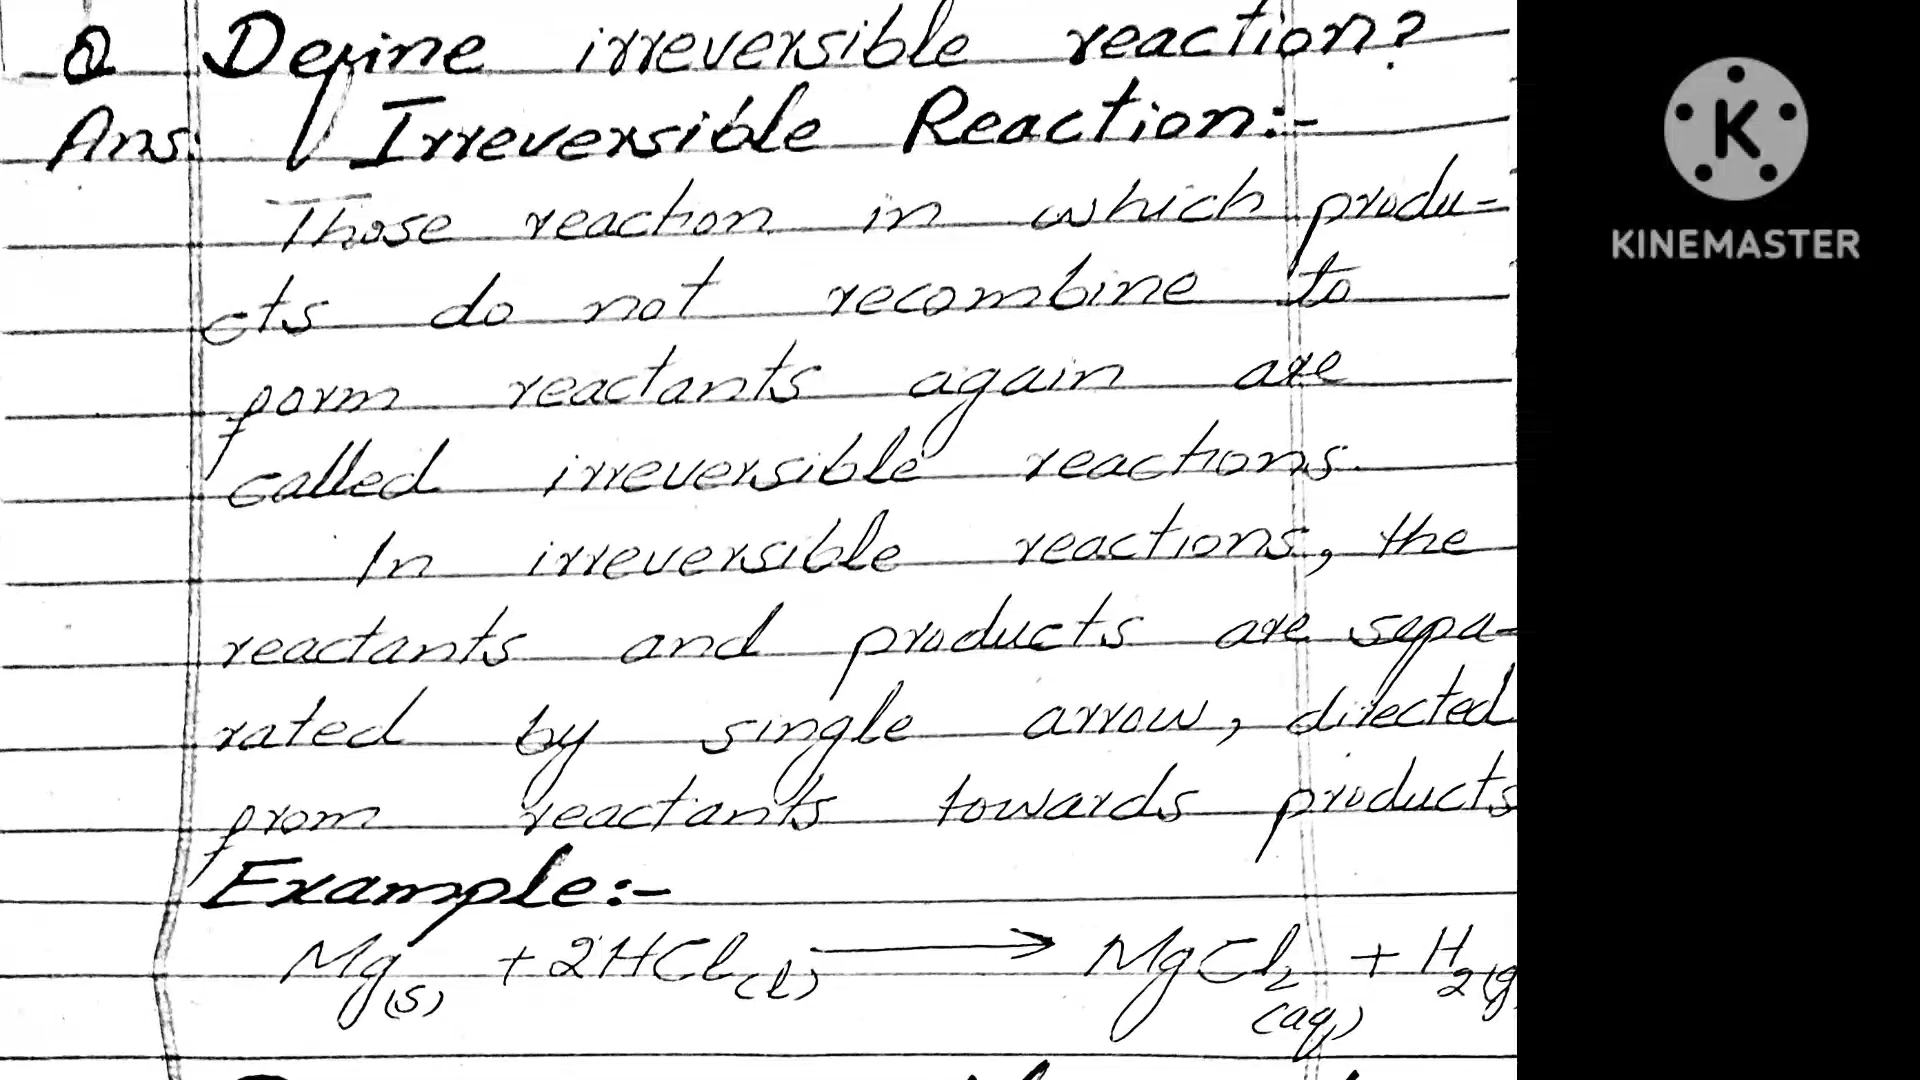 Q Define irreversible reaction?
Ans: Irreversible Reaction:-
Those reaction in which produ-
cts do not recombine to
form reactants again are
called irreversible reactions.
In irreversible reactions, the
reactants and products are sepa-
rated by single arrow, directed
from reactants towards products
Example:-
Mg(s) + 2HCl(l) → MgCl2(aq) + H2(g
K
KINEMASTER